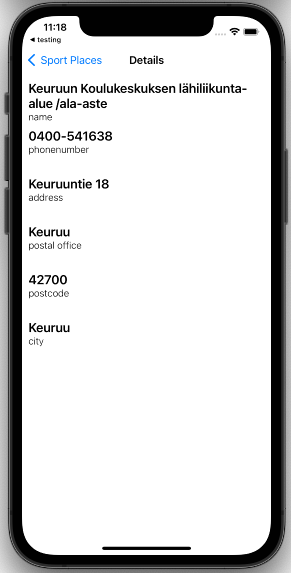 11:18
◀ testing
Sport Places
Details
Keuruun Koulukeskuksen lähiliikunta-
alue /ala-aste
name
0400-541638
phonenumber
Keuruuntie 18
address
Keuruu
postal office
42700
postcode
Keuruu
city